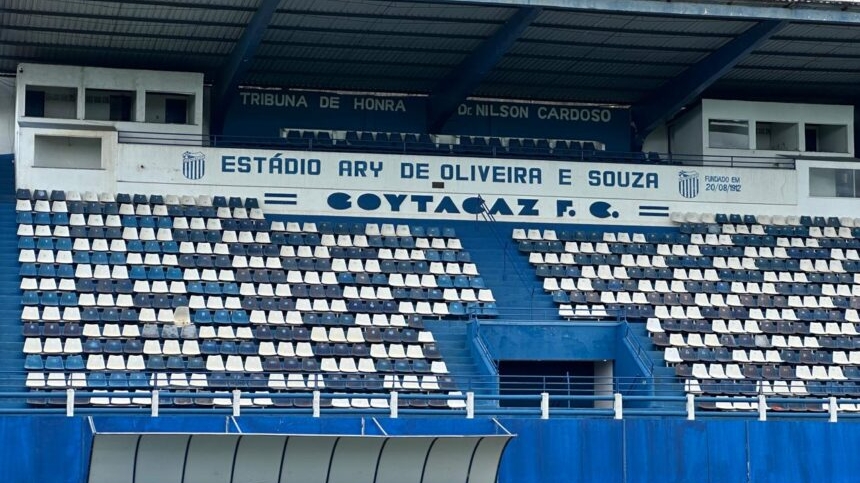 TRIBUNA DE HONRA Dr. NILSON CARDOSO
ESTÁDIO ARY DE OLIVEIRA E SOUZA
FUNDADO EM
20/08/1912
GOYTACAZ F. C.